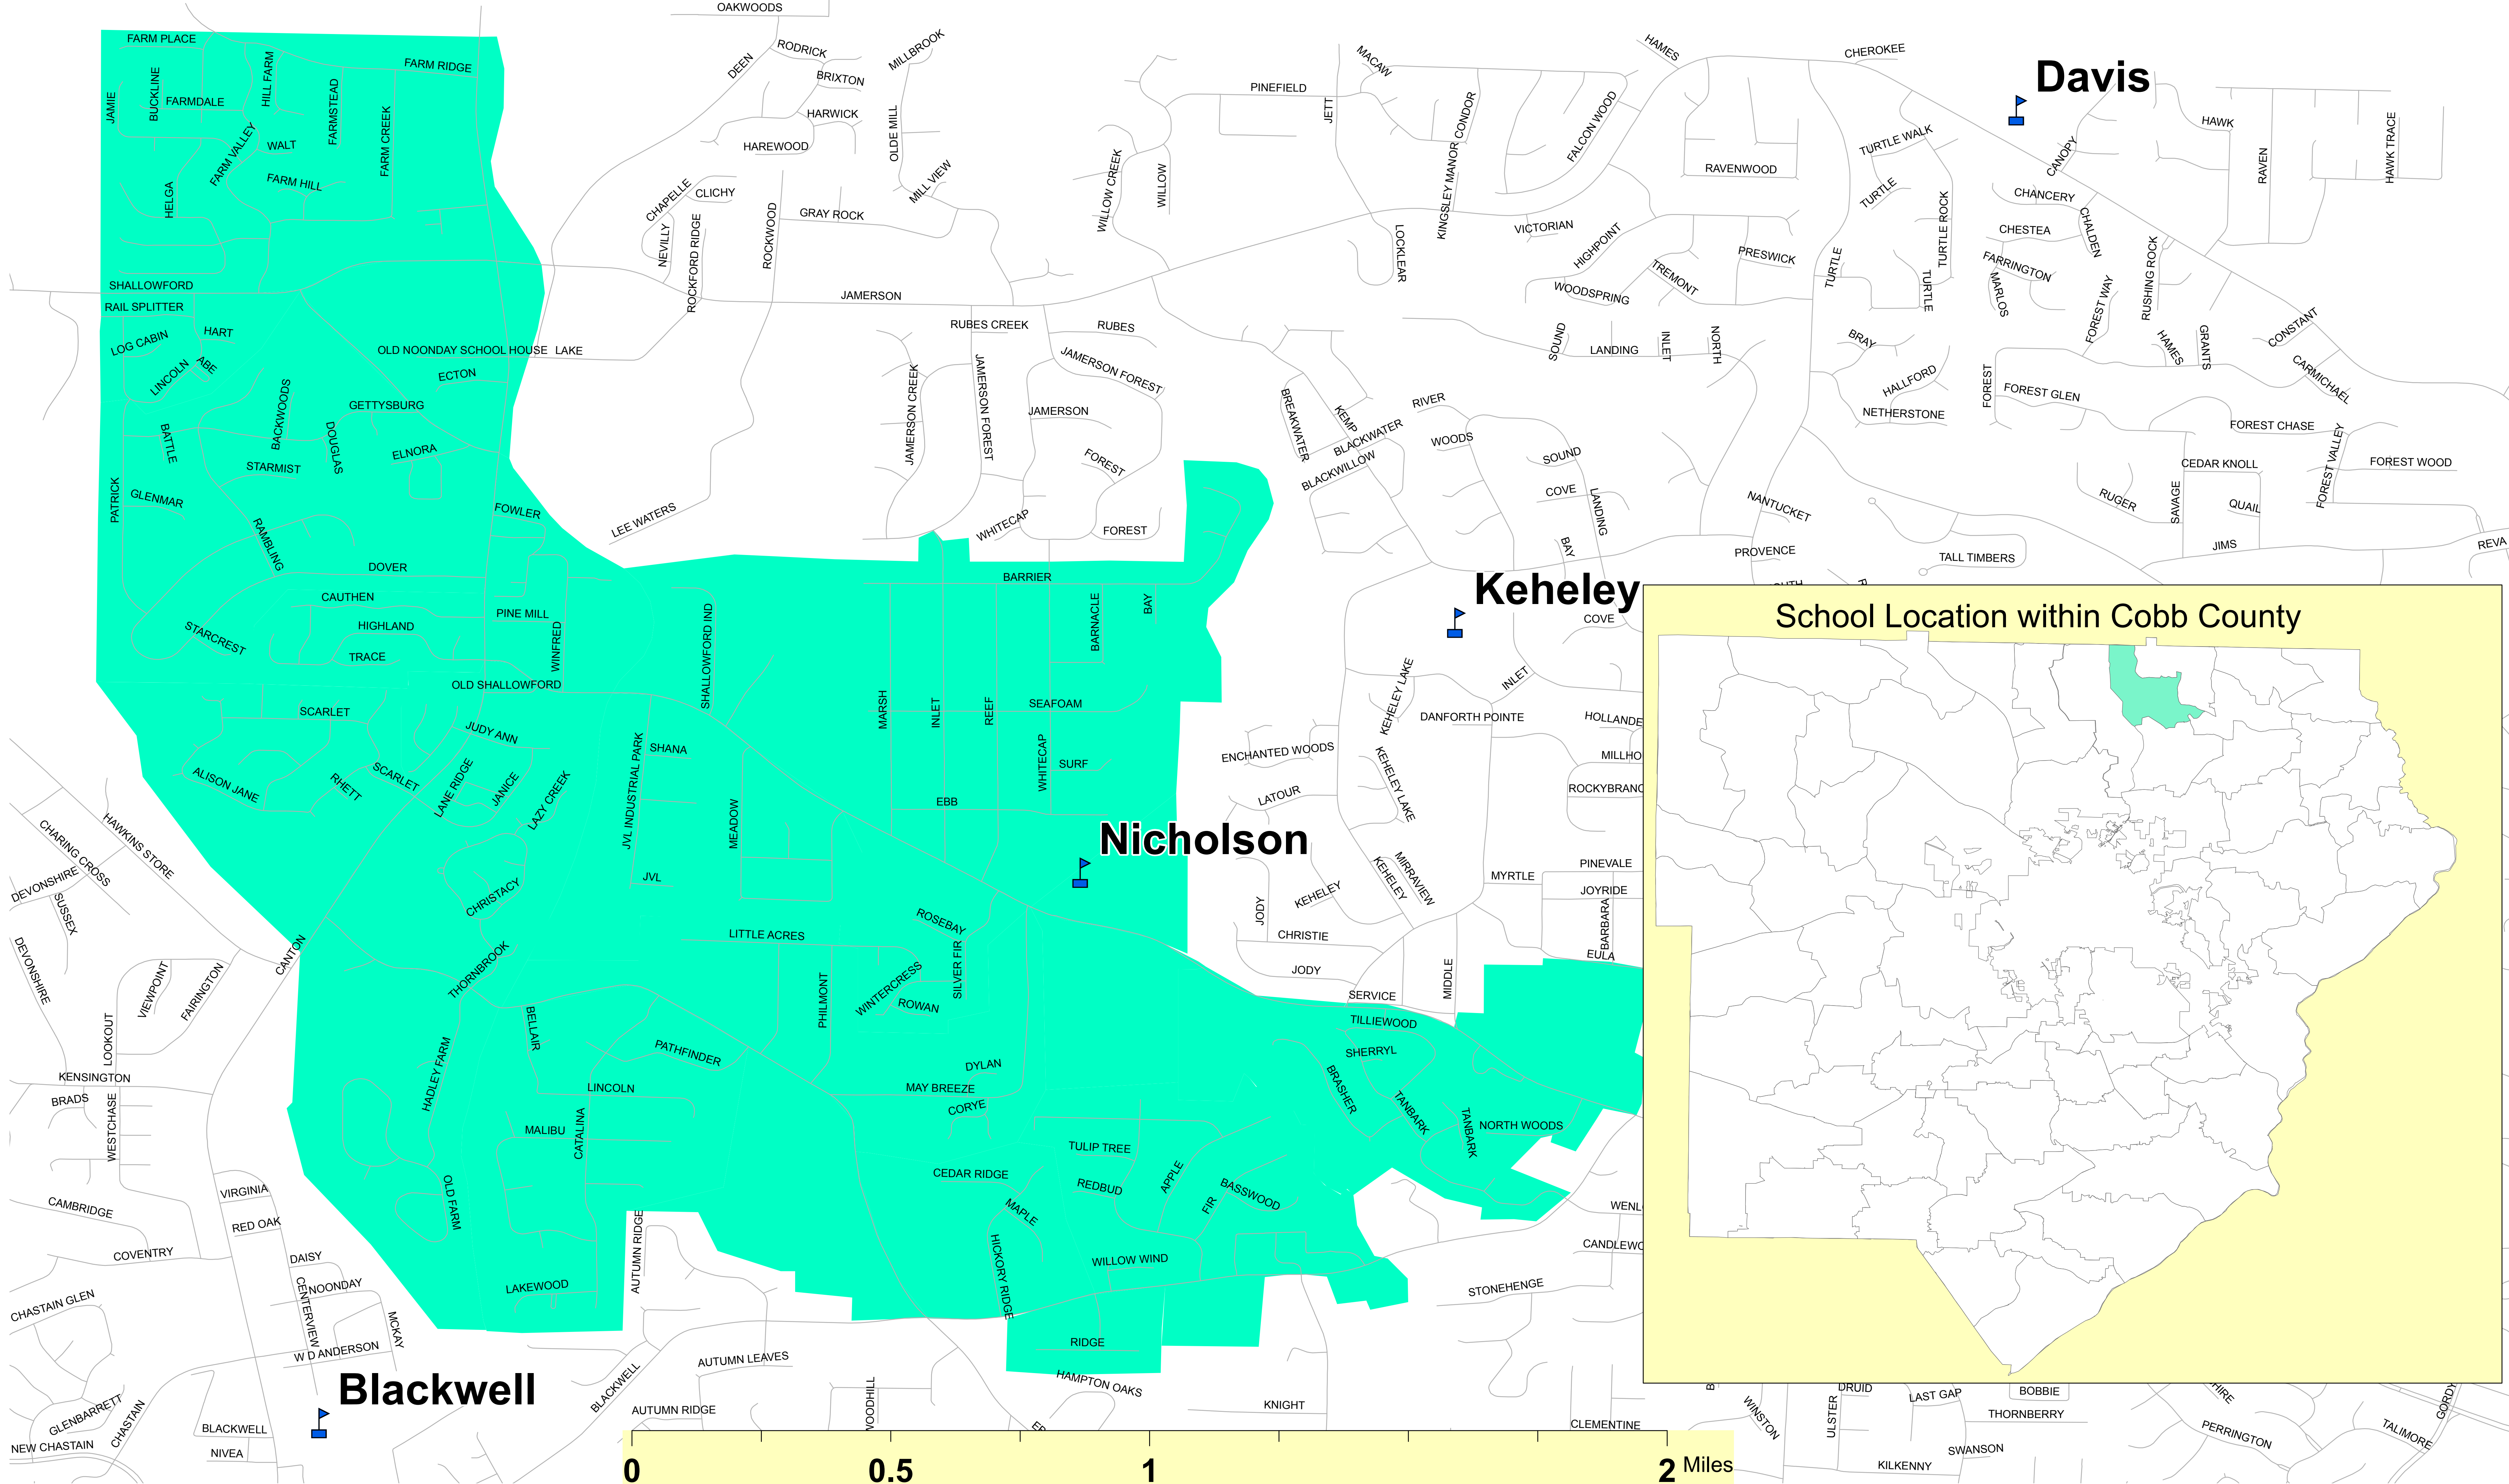 OAKWOODS
FARM PLACE
FARM RIDGE
RODRICK
MILLBROOK
MACAW
HAMES
CHEROKEE
Davis
DEEN
BRIXTON
PINEFIELD
JAMIE
BUCKLINE
HILL FARM
FARMDALE
FARMSTEAD
FARM CREEK
HARWICK
OLDE MILL
JETT
KINGSLEY MANOR CONDOR
FALCON WOOD
TURTLE WALK
CANOPY
HAWK
RAVEN
HAWK TRACE
FARM VALLEY
WALT
HAREWOOD
WILLOW CREEK
WILLOW
RAVENWOOD
HELGA
FARM HILL
CHAPELLE
CLICHY
MILL VIEW
TURTLE
TURTLE ROCK
CHANCERY
CHALDEN
NEVILLY
ROCKFORD RIDGE
ROCKWOOD
GRAY ROCK
LOCKLEAR
VICTORIAN
HIGHPOINT
PRESWICK
CHESTEA
FARRINGTON
RUSHING ROCK
SHALLOWFORD
JAMERSON
WOODSPRING
TREMONT
TURTLE
TURTLE
MARLOS
FOREST WAY
RAIL SPLITTER
LOG CABIN
HART
RUBES CREEK
RUBES
SOUND
LANDING
INLET
NORTH
BRAY
HAMES
GRANTS
CONSTANT
OLD NOONDAY SCHOOL HOUSE
LAKE
LINCOLN
ABE
ECTON
JAMERSON CREEK
JAMERSON FOREST
JAMERSON FOREST
HALLFORD
FOREST
FOREST GLEN
CARMICHAEL
BACKWOODS
GETTYSBURG
JAMERSON
BREAKWATER
KEMP
RIVER
NETHERSTONE
FOREST CHASE
BATTLE
DOUGLAS
ELNORA
BLACKWATER
WOODS
FOREST VALLEY
STARMIST
FOREST
BLACKWILLOW
SOUND
CEDAR KNOLL
FOREST WOOD
PATRICK
GLENMAR
FOWLER
LEE WATERS
WHITECAP
FOREST
COVE
LANDING
NANTUCKET
RUGER
SAVAGE
QUAIL
RAMBLING
DOVER
BARRIER
BAY
PROVENCE
TALL TIMBERS
JIMS
REVA
Keheley
CAUTHEN
PINE MILL
BARNACLE
BAY
COVE
School Location within Cobb County
STARCREST
HIGHLAND
TRACE
WINFRED
SHALLOWFORD IND
OLD SHALLOWFORD
MARSH
INLET
REEF
SEAFOAM
KEHELEY LAKE
INLET
SCARLET
JUDY ANN
DANFORTH POINTE
HOLLANDE
JVL INDUSTRIAL PARK
SHANA
WHITECAP
SURF
ENCHANTED WOODS
KEHELEY LAKE
MILLHO
ALISON JANE
RHETT
SCARLET
LANE RIDGE
JANICE
LAZY CREEK
MEADOW
EBB
LATOUR
ROCKYBRANC
Nicholson
HAWKINS STORE
CHARING CROSS
DEVONSHIRE
SUSSEX
CHRISTACY
JVL
KEHELEY
KEHELEY
MIRRAVIEW
MYRTLE
PINEVALE
JOYRIDE
BARBARA
DEVONSHIRE
CANTON
THORNBROOK
LITTLE ACRES
ROSEBAY
SILVER FIR
JODY
CHRISTIE
EULA
VIEWPOINT
FAIRINGTON
PHILMONT
WINTERCRESS
ROWAN
JODY
SERVICE
MIDDLE
LOOKOUT
BELLAIR
TILLIEWOOD
KENSINGTON
HADLEY FARM
PATHFINDER
DYLAN
SHERRYL
BRADS
WESTCHASE
LINCOLN
MAY BREEZE
CORYE
BRASHER
TANBARK
TANBARK
NORTH WOODS
MALIBU
CATALINA
TULIP TREE
CEDAR RIDGE
REDBUD
APPLE
FIR
BASSWOOD
VIRGINIA
CAMBRIDGE
RED OAK
OLD FARM
MAPLE
WENL
COVENTRY
DAISY
AUTUMN RIDGE
HICKORY RIDGE
WILLOW WIND
CANDLEWO
NOONDAY
CENTERVIEW
LAKEWOOD
STONEHENGE
CHASTAIN GLEN
MCKAY
W D ANDERSON
RIDGE
Blackwell
BLACKWELL
AUTUMN LEAVES
HAMPTON OAKS
GLENBARRETT
CHASTAIN
BLACKWELL
AUTUMN RIDGE
WOODHILL
KNIGHT
CLEMENTINE
WINSTON
DRUID
ULSTER
LAST GAP
BOBBIE
THORNBERRY
PERRINGTON
TALIMORE
GORDY
NEW CHASTAIN
NIVEA
KILKENNY
SWANSON
0 0.5 1 2 Miles